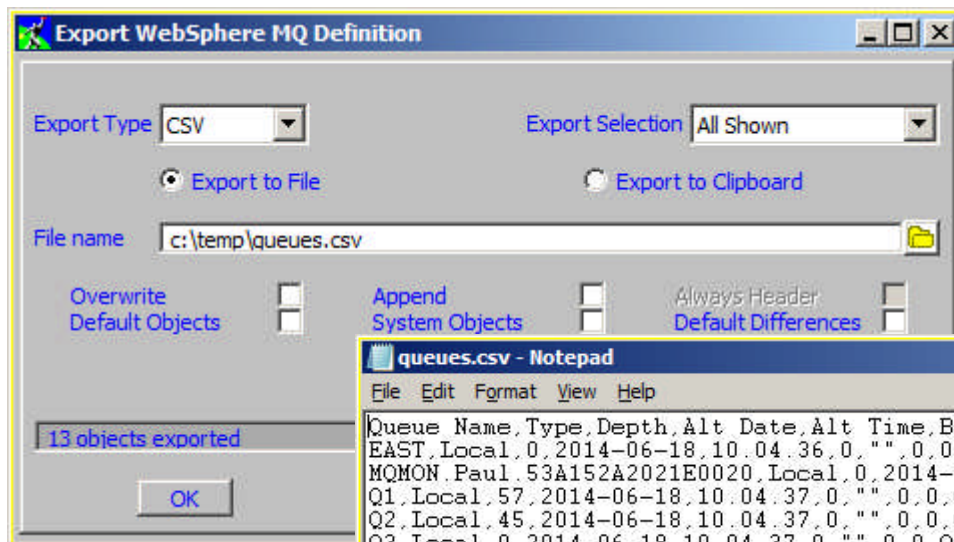 Export WebSphere MQ Definition
Export Type CSV Export Selection All Shown
Export to File Export to Clipboard
File name c:\temp\queues.csv
Overwrite Append Always Header
Default Objects System Objects Default Differences
queues.csv - Notepad
File Edit Format View Help
13 objects exported
OK
Queue Name,Type,Depth,Alt Date,Alt Time,B
EAST,Local,0,2014-06-18,10.04.36,0,"",0,0
MQMON.Paul.53A152A2021E0020,Local,0,2014-
Q1,Local,57,2014-06-18,10.04.37,0,"",0,0,
Q2,Local,45,2014-06-18,10.04.37,0,"",0,0,